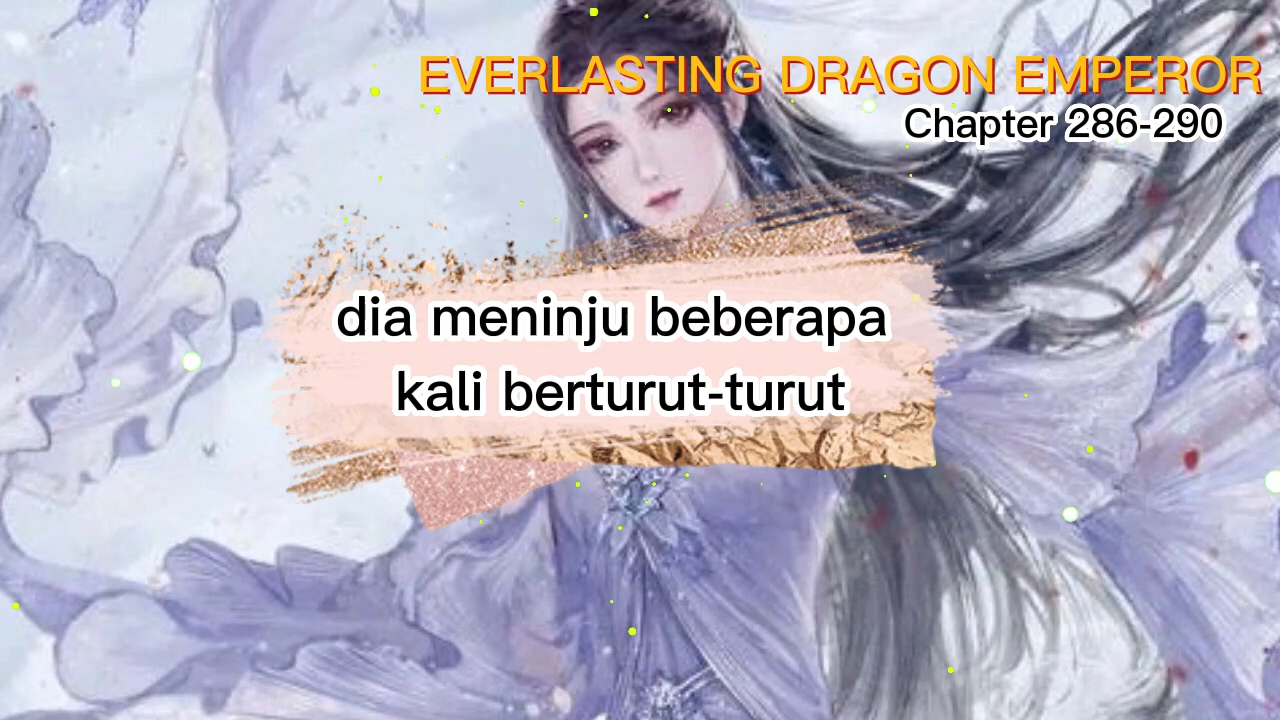 EVERLASTING DRAGON EMPEROR
Chapter 286-290
dia meninju beberapa
kali berturut-turut